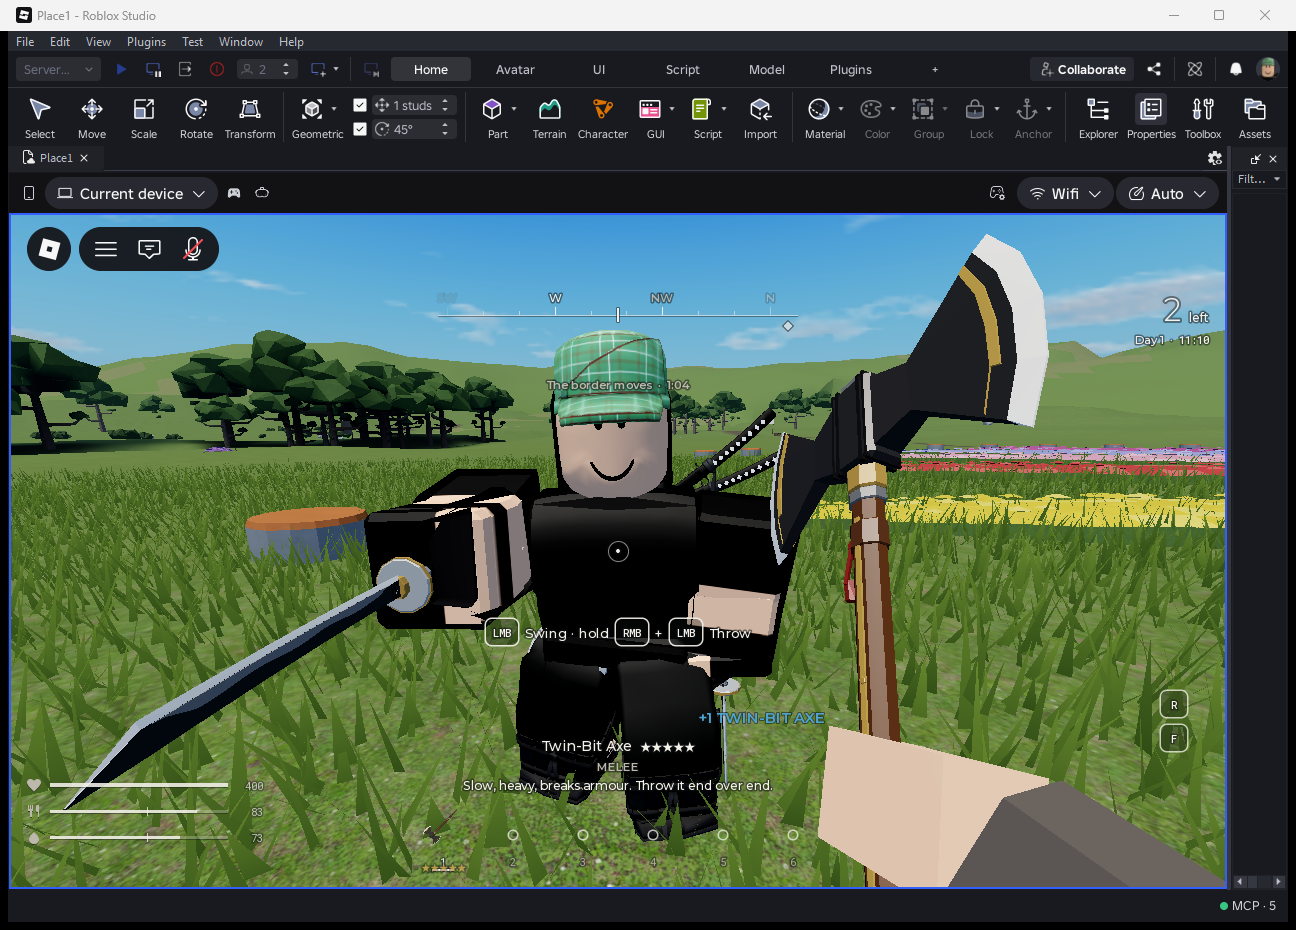 Place1 - Roblox Studio
File Edit View Plugins Test Window Help
Server... 2 Home Avatar UI Script Model Plugins + Collaborate
1 studs
45°
Select Move Scale Rotate Transform Geometric Part Terrain Character GUI Script Import Material Color Group Lock Anchor Explorer Properties Toolbox Assets
Place1
Filt...
Current device Wifi Auto
SW W NW N
2 left
Day1 · 11:10
The border moves · 1:04
LMB Swing · hold RMB + LMB Throw
R
F
+1 TWIN-BIT AXE
Twin-Bit Axe ★★★★★
MELEE
Slow, heavy, breaks armour. Throw it end over end.
400
83
73
1 2 3 4 5 6
★★★★★
MCP · 5